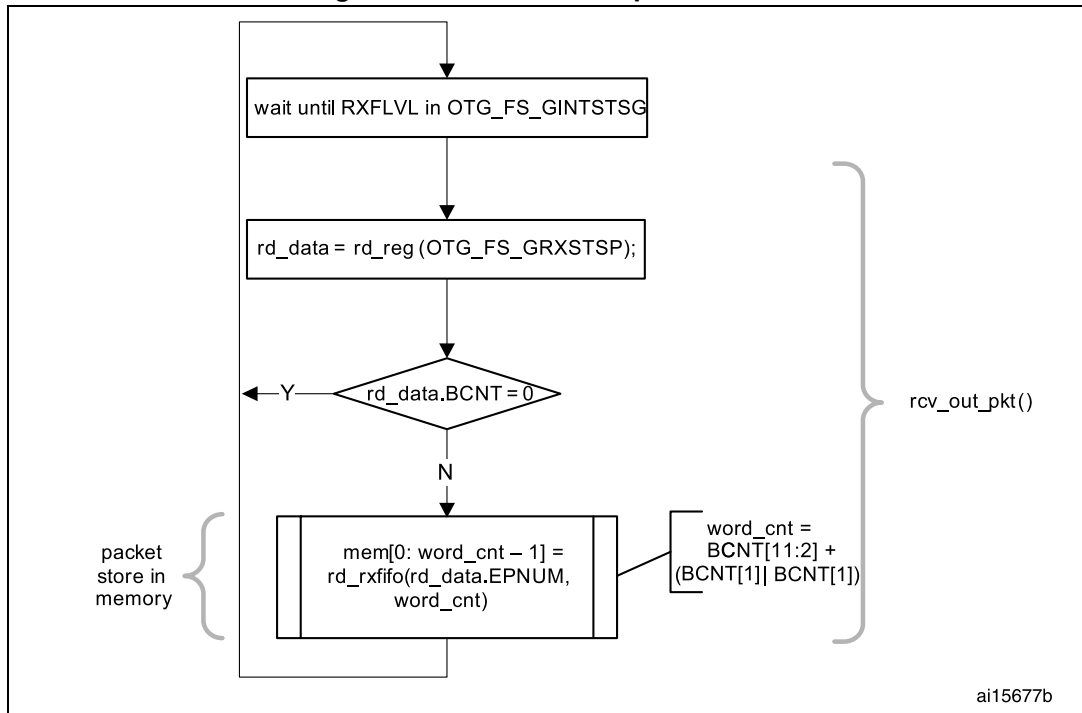 wait until RXFLVL in OTG_FS_GINTSTSG
rd_data = rd_reg (OTG_FS_GRXSTSP);
rd_data.BCNT = 0
Y
rcv_out_pkt()
N
packet
store in
memory
mem[0: word_cnt – 1] =
rd_rxfifo(rd_data.EPNUM,
word_cnt)
word_cnt =
BCNT[11:2] +
(BCNT[1] | BCNT[1])
ai15677b